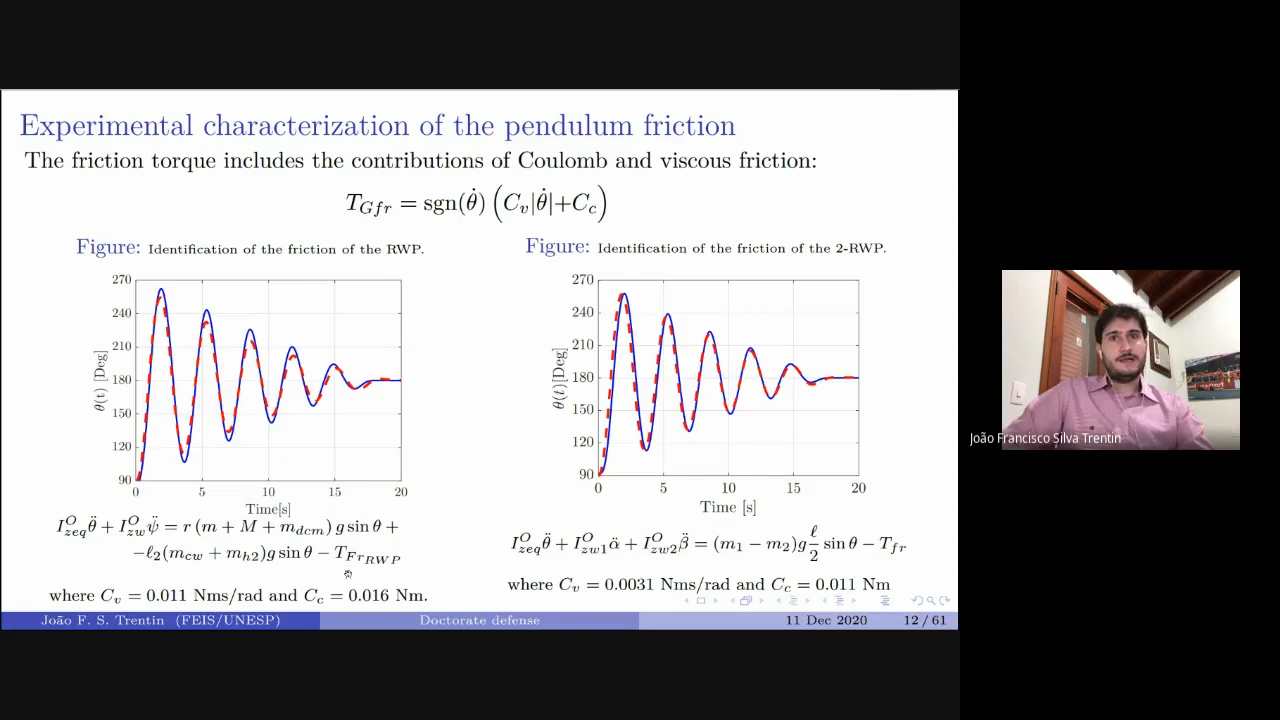 Experimental characterization of the pendulum friction
The friction torque includes the contributions of Coulomb and viscous friction:
T_{Gfr} = sgn(θ̇) (C_v|θ̇|+C_c)
Figure: Identification of the friction of the RWP.
270
240
210
180
150
120
90
θ(t) [Deg]
0 5 10 15 20
Time[s]
I^O_{zeq}θ̈ + I^O_{zw}ψ̈ = r (m + M + m_{dcm}) g sin θ +
−ℓ_2(m_{cw} + m_{h2})g sin θ − T_{Fr_{RWP}}
where C_v = 0.011 Nms/rad and C_c = 0.016 Nm.
Figure: Identification of the friction of the 2-RWP.
270
240
210
180
150
120
90
θ(t)[Deg]
0 5 10 15 20
Time [s]
I^O_{zeq}θ̈ + I^O_{zw1}α̈ + I^O_{zw2}β̈ = (m_1 − m_2)g ℓ/2 sin θ − T_{fr}
where C_v = 0.0031 Nms/rad and C_c = 0.011 Nm
João F. S. Trentin (FEIS/UNESP) Doctorate defense 11 Dec 2020 12 / 61
João Francisco Silva Trentin